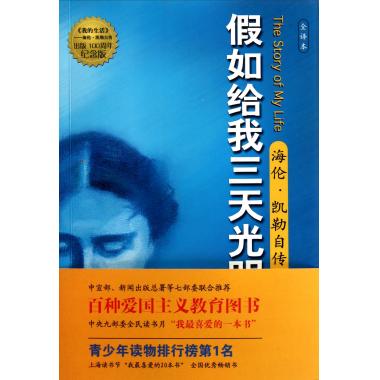 《我的生活》
——海伦·凯勒自传
出版100周年
纪念版
全译本
The Story of My Life
假如给我三天光明
海伦·凯勒自传
中宣部、新闻出版总署等七部委联合推荐
百种爱国主义教育图书
中央九部委全民读书月“我最喜爱的一本书”
青少年读物排行榜第1名
上海读书节“我最喜爱的20本书” 全国优秀畅销书